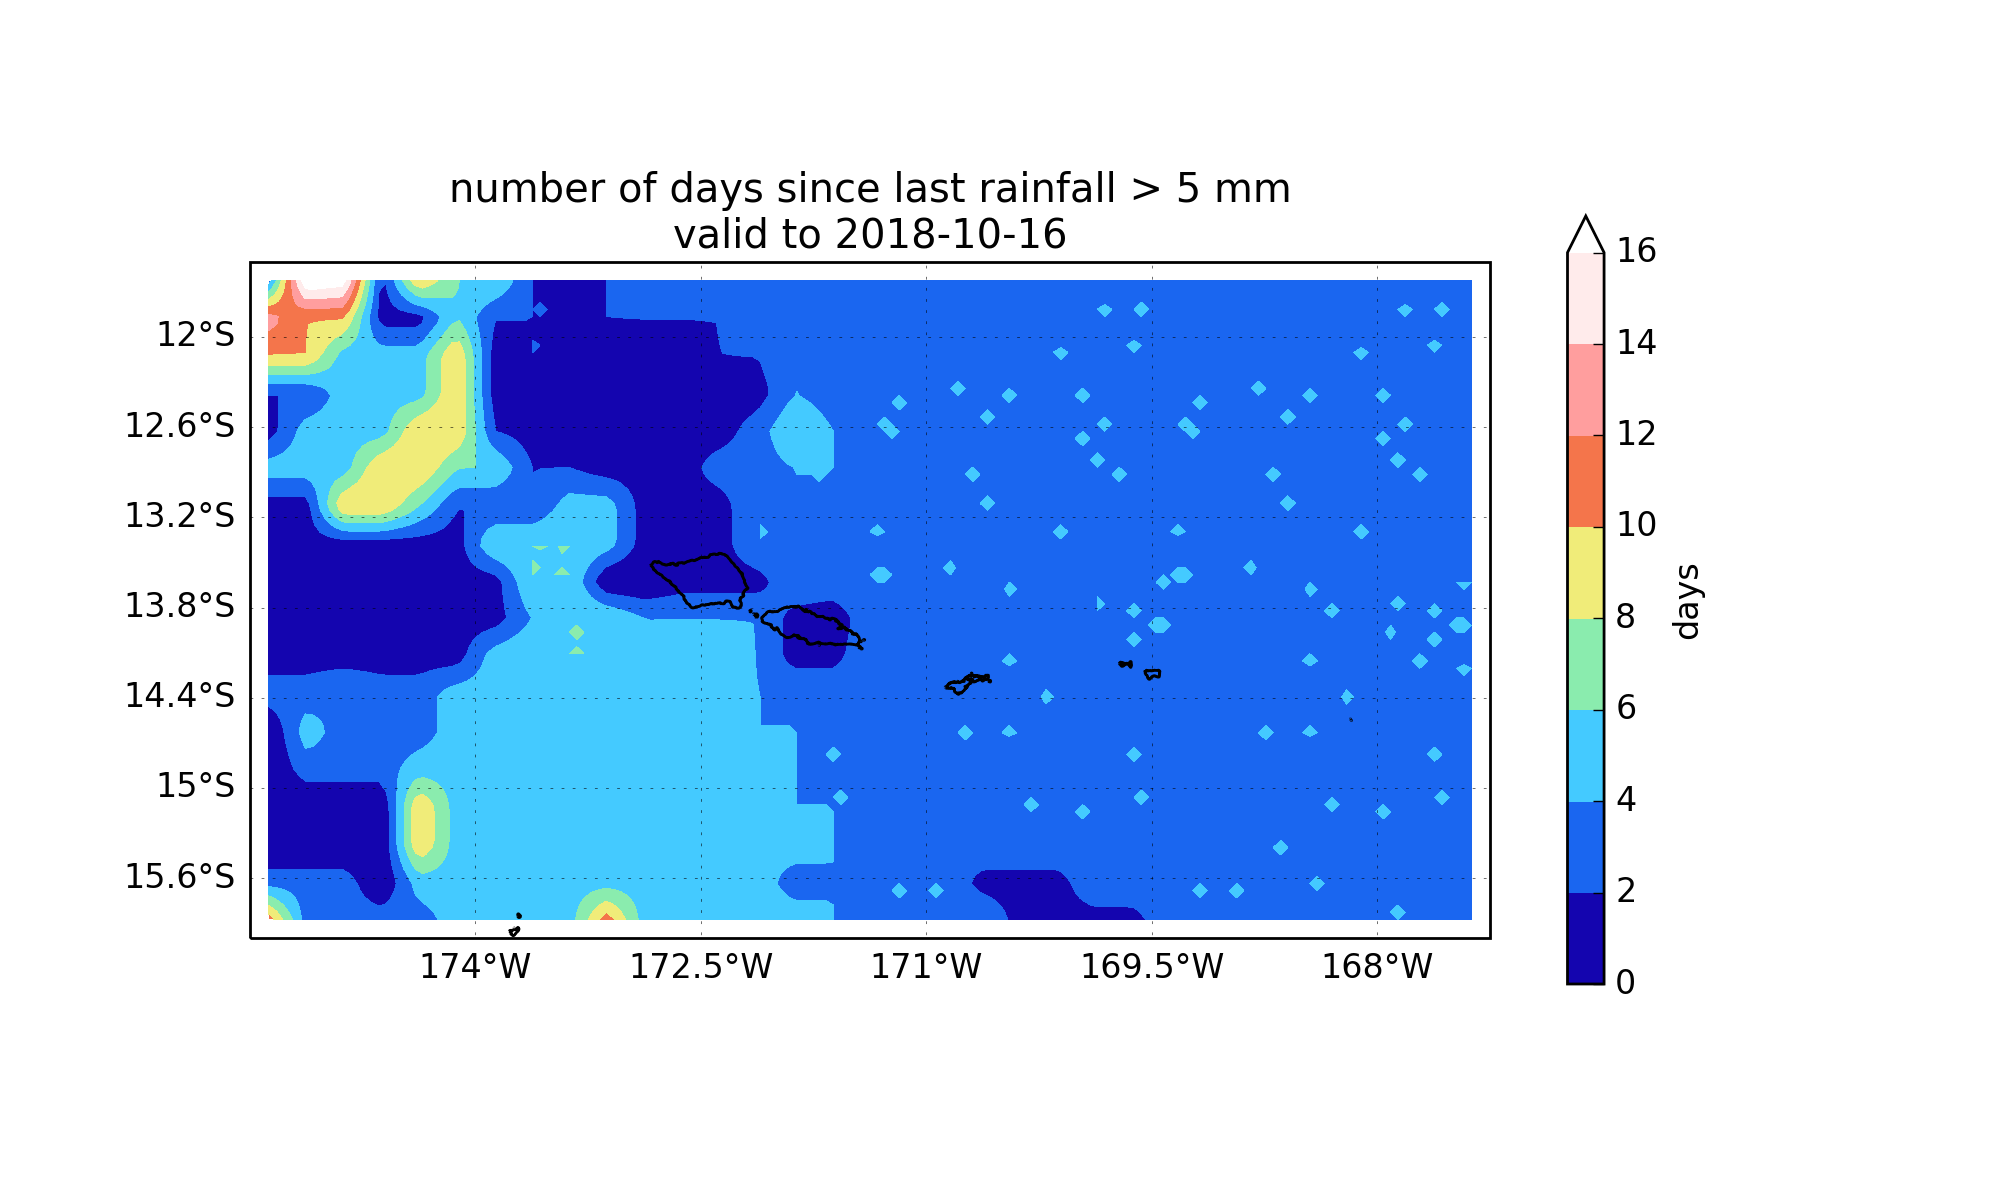 number of days since last rainfall > 5 mm
valid to 2018-10-16
12°S
12.6°S
13.2°S
13.8°S
14.4°S
15°S
15.6°S
174°W
172.5°W
171°W
169.5°W
168°W
16
14
12
10
8
6
4
2
0
days